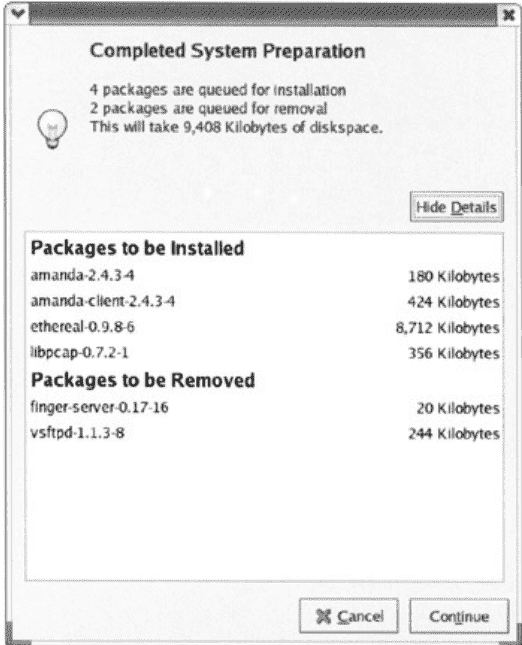 Completed System Preparation
4 packages are queued for installation
2 packages are queued for removal
This will take 9,408 Kilobytes of diskspace.
Hide Details
Packages to be Installed
amanda-2.4.3-4 180 Kilobytes
amanda-client-2.4.3-4 424 Kilobytes
ethereal-0.9.8-6 8,712 Kilobytes
libpcap-0.7.2-1 356 Kilobytes
Packages to be Removed
finger-server-0.17-16 20 Kilobytes
vsftpd-1.1.3-8 244 Kilobytes
Cancel Continue